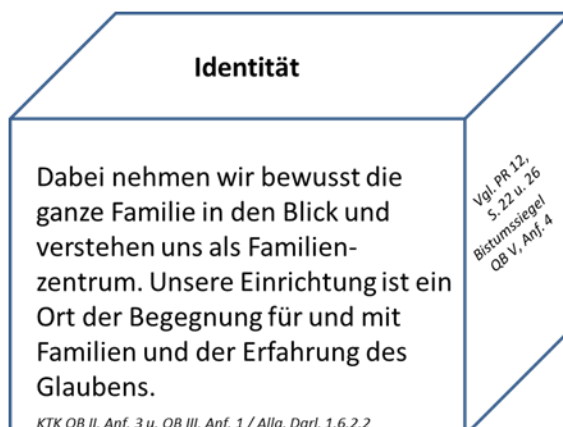 Identität
Dabei nehmen wir bewusst die
ganze Familie in den Blick und
verstehen uns als Familien-
zentrum. Unsere Einrichtung ist ein
Ort der Begegnung für und mit
Familien und der Erfahrung des
Glaubens.
KTK QB II, Anf. 3 u. QB III, Anf. 1 / Allg. Darl. 1.6.2.2
Vgl. PR 12,
S. 22 u. 26
Bistumssiegel
QB V, Anf. 4